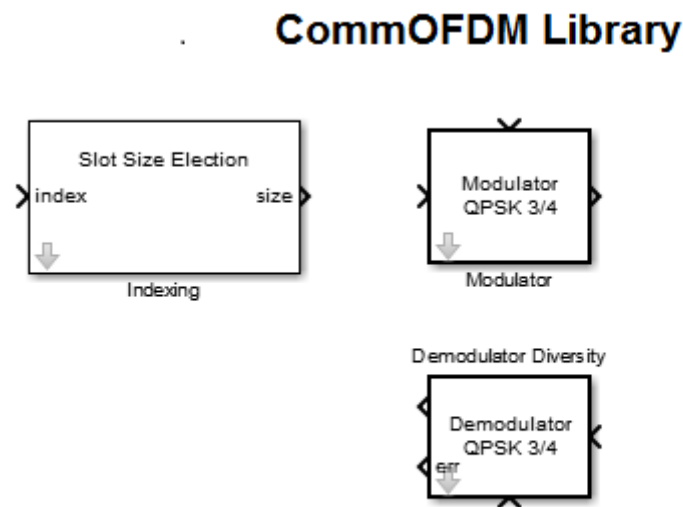 CommOFDM Library
Slot Size Election
index size
Indexing
Modulator
QPSK 3/4
Modulator
Demodulator Diversity
Demodulator
QPSK 3/4
err